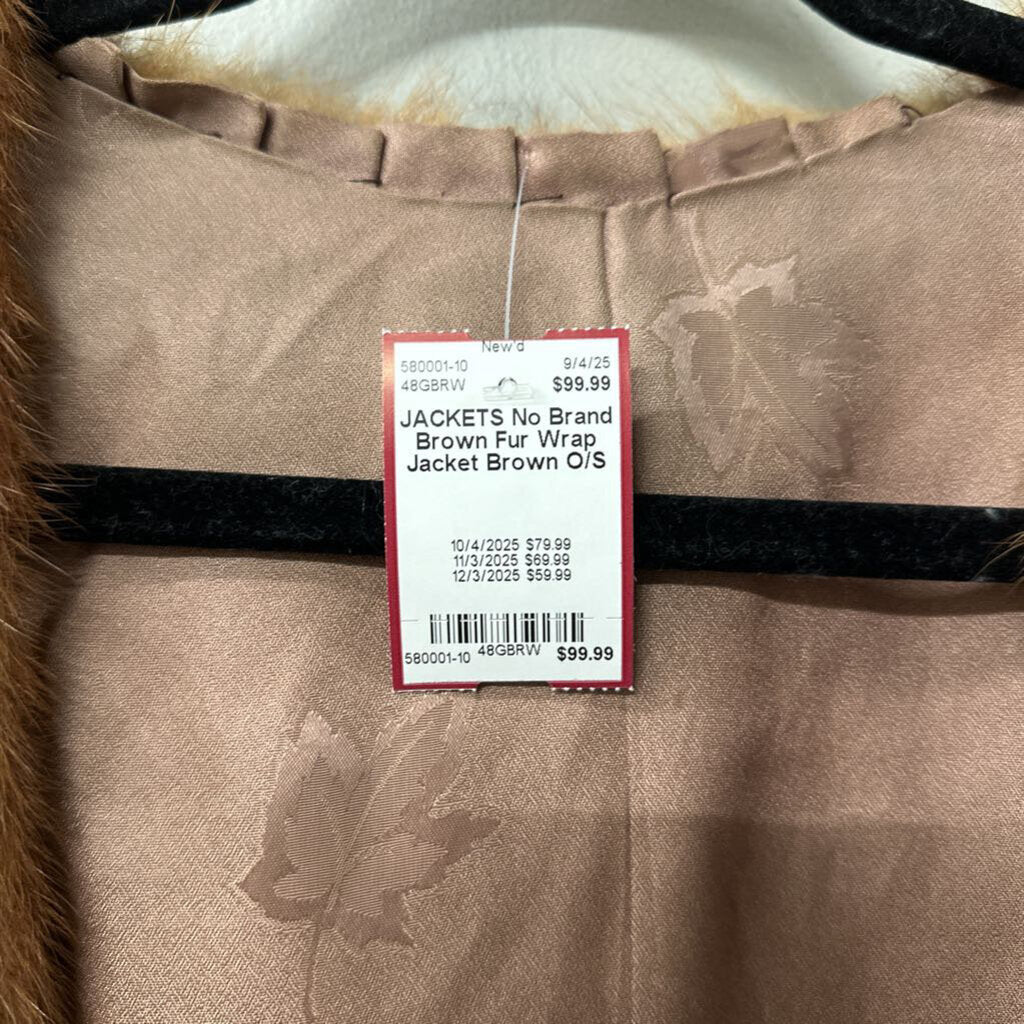 New'd
580001-10 9/4/25
48GBRW $99.99
JACKETS No Brand
Brown Fur Wrap
Jacket Brown O/S
10/4/2025 $79.99
11/3/2025 $69.99
12/3/2025 $59.99
580001-10 48GBRW $99.99